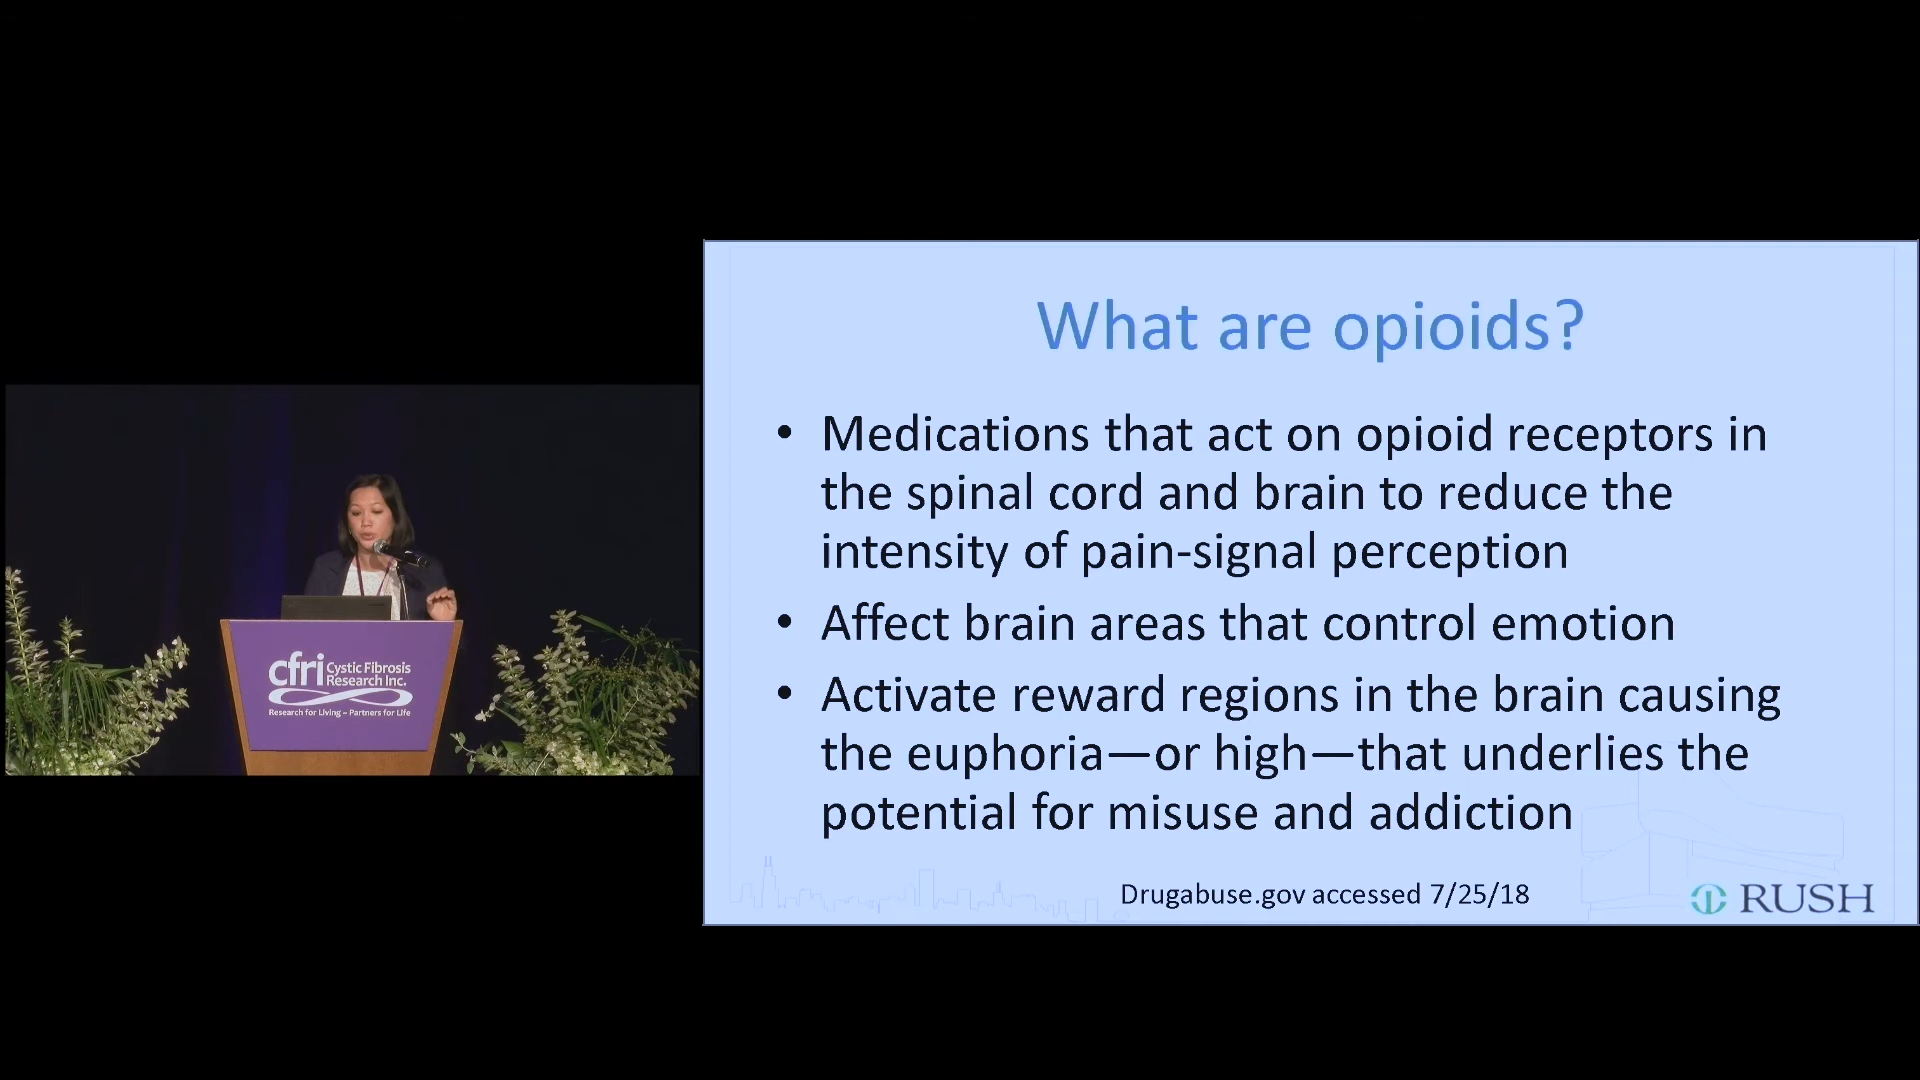 What are opioids?
• Medications that act on opioid receptors in
the spinal cord and brain to reduce the
intensity of pain-signal perception
• Affect brain areas that control emotion
• Activate reward regions in the brain causing
the euphoria—or high—that underlies the
potential for misuse and addiction
Drugabuse.gov accessed 7/25/18
RUSH
cfri Cystic Fibrosis
Research Inc.
Research for Living – Partners for Life